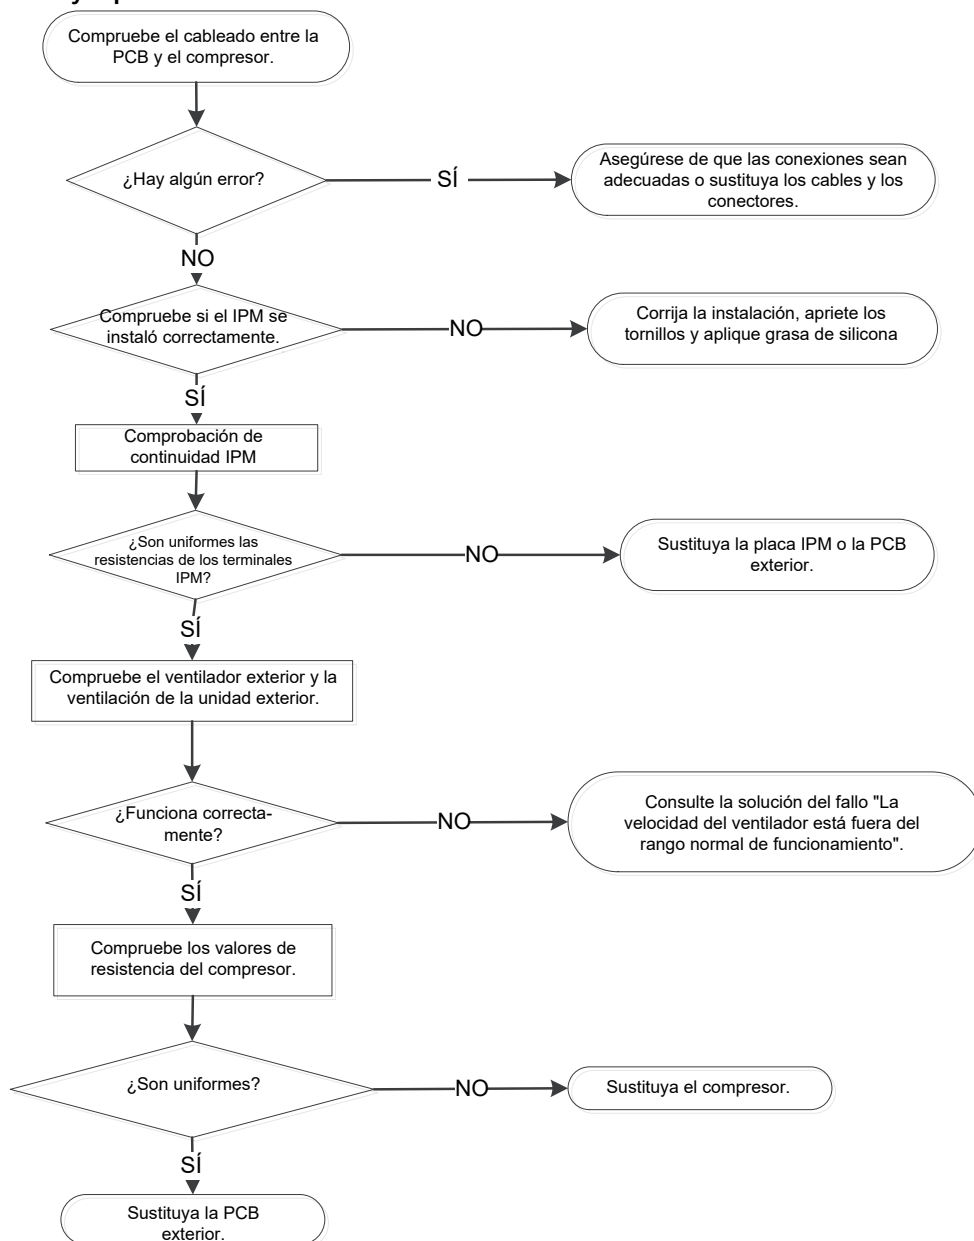 Compruebe el cableado entre la
PCB y el compresor.
¿Hay algún error?
SÍ
Asegúrese de que las conexiones sean
adecuadas o sustituya los cables y los
conectores.
NO
Compruebe si el IPM se
instaló correctamente.
NO
Corrija la instalación, apriete los
tornillos y aplique grasa de silicona
SÍ
Comprobación de
continuidad IPM
¿Son uniformes las
resistencias de los terminales
IPM?
NO
Sustituya la placa IPM o la PCB
exterior.
SÍ
Compruebe el ventilador exterior y la
ventilación de la unidad exterior.
¿Funciona correcta-
mente?
NO
Consulte la solución del fallo "La
velocidad del ventilador está fuera del
rango normal de funcionamiento".
SÍ
Compruebe los valores de
resistencia del compresor.
¿Son uniformes?
NO
Sustituya el compresor.
SÍ
Sustituya la PCB
exterior.